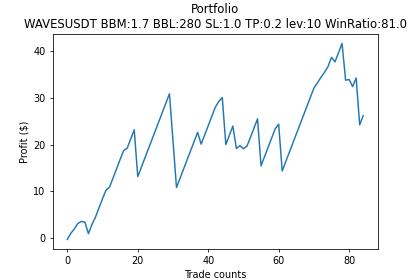 Portfolio
WAVESUSDT BBM:1.7 BBL:280 SL:1.0 TP:0.2 lev:10 WinRatio:81.0
Profit ($)
40
30
20
10
0
0 20 40 60 80
Trade counts